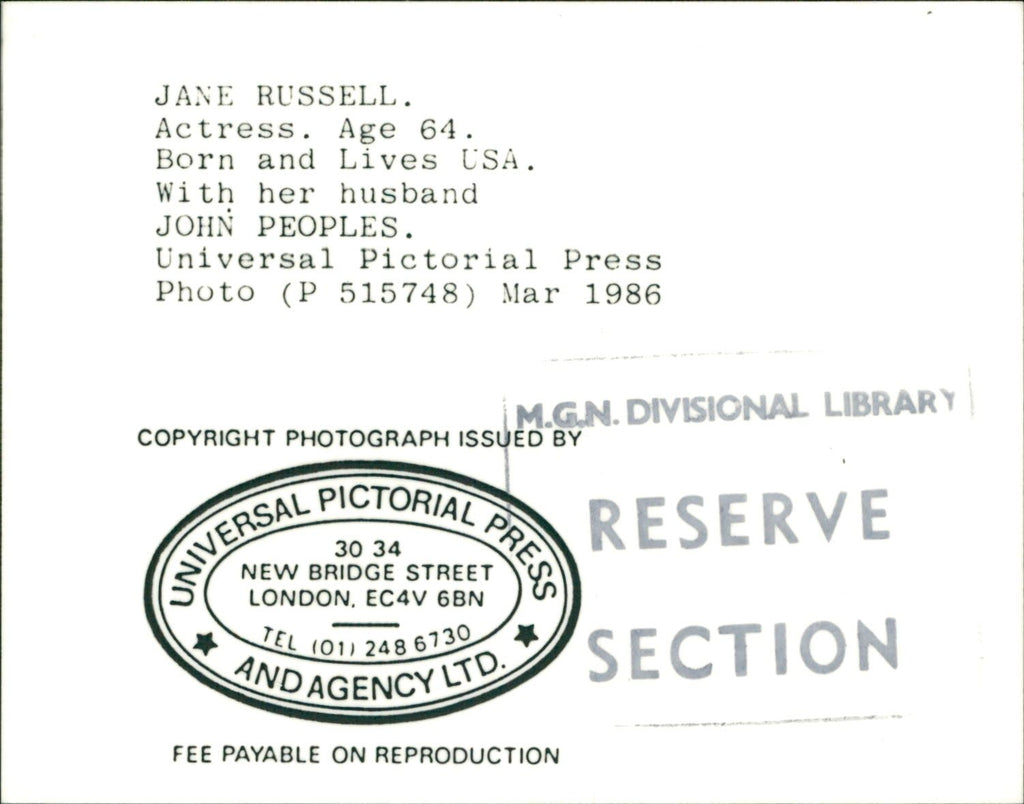 JANE RUSSELL.
Actress. Age 64.
Born and Lives USA.
With her husband
JOHN PEOPLES.
Universal Pictorial Press
Photo (P 515748) Mar 1986
M.G.N. DIVISIONAL LIBRARY
RESERVE
SECTION
COPYRIGHT PHOTOGRAPH ISSUED BY
UNIVERSAL PICTORIAL PRESS
30 34
NEW BRIDGE STREET
LONDON, EC4V 6BN
TEL (01) 248 6730
AND AGENCY LTD.
FEE PAYABLE ON REPRODUCTION